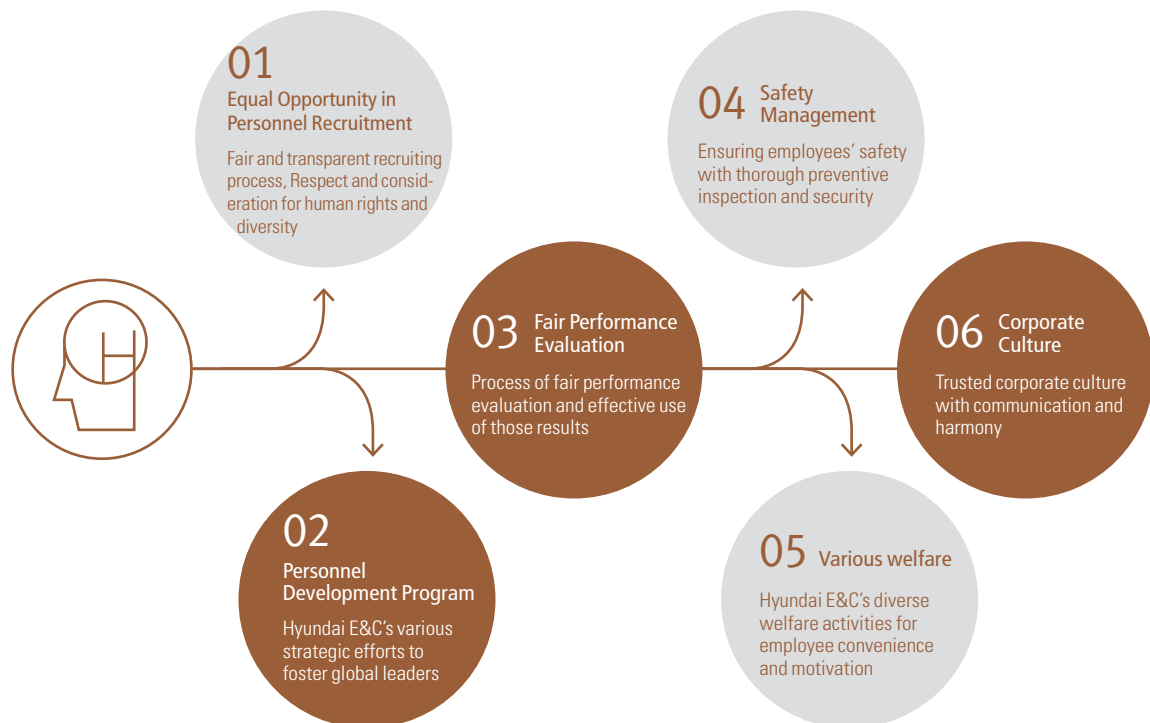 01
Equal Opportunity in
Personnel Recruitment
Fair and transparent recruiting
process, Respect and consid-
eration for human rights and
diversity
02
Personnel
Development Program
Hyundai E&C's various
strategic efforts to
foster global leaders
03 Fair Performance
Evaluation
Process of fair performance
evaluation and effective use
of those results
04 Safety
Management
Ensuring employees' safety
with thorough preventive
inspection and security
05 Various welfare
Hyundai E&C's diverse
welfare activities for
employee convenience
and motivation
06 Corporate
Culture
Trusted corporate culture
with communication and
harmony